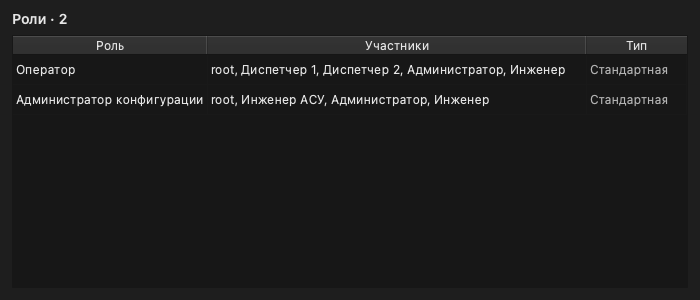 Роли · 2
Роль Участники Тип
Оператор root, Диспетчер 1, Диспетчер 2, Администратор, Инженер Стандартная
Администратор конфигурации root, Инженер АСУ, Администратор, Инженер Стандартная